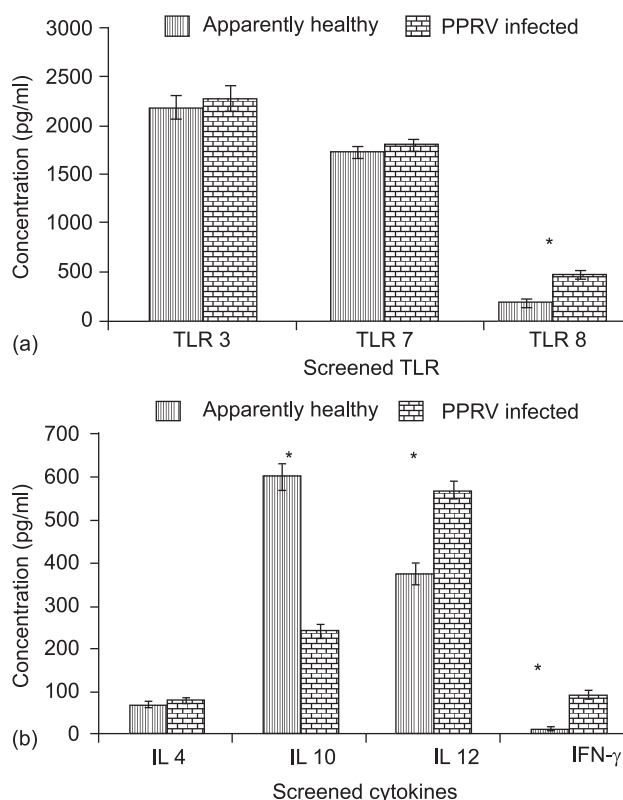 Apparently healthy PPRV infected
3000
2500
2000
1500
1000
500
0
Concentration (pg/ml)
*
(a)
TLR 3 TLR 7 TLR 8
Screened TLR
Apparently healthy PPRV infected
700
600
500
400
300
200
100
0
Concentration (pg/ml)
* *
*
(b)
IL 4 IL 10 IL 12 IFN-γ
Screened cytokines